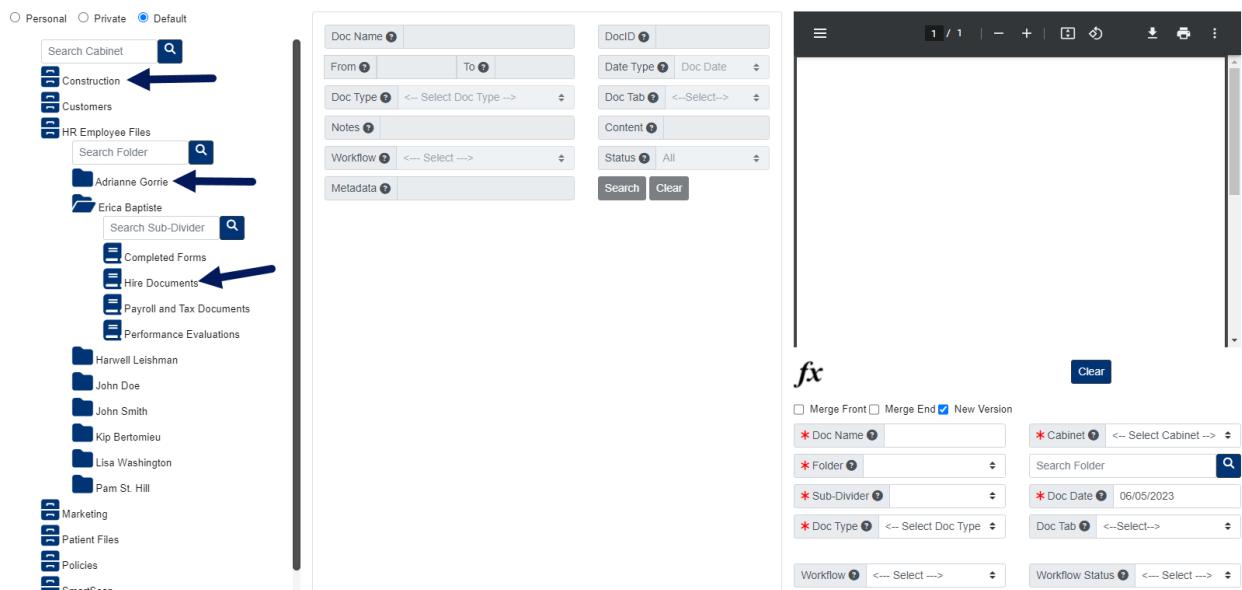 Personal Private Default
Search Cabinet
Construction
Customers
HR Employee Files
Search Folder
Adrianne Gorrie
Erica Baptiste
Search Sub-Divider
Completed Forms
Hire Documents
Payroll and Tax Documents
Performance Evaluations
Harwell Leishman
John Doe
John Smith
Kip Bertomieu
Lisa Washington
Pam St. Hill
Marketing
Patient Files
Policies
SmartScan
Doc Name ? DocID ?
From ? To ? Date Type ? Doc Date
Doc Type ? <-- Select Doc Type --> Doc Tab ? <--Select-->
Notes ? Content ?
Workflow ? <--- Select ---> Status ? All
Metadata ? Search Clear
1 / 1
fx Clear
Merge Front Merge End New Version
* Doc Name ? * Cabinet ? <-- Select Cabinet -->
* Folder ? Search Folder
* Sub-Divider ? * Doc Date ? 06/05/2023
* Doc Type ? <-- Select Doc Type Doc Tab ? <--Select-->
Workflow ? <--- Select ---> Workflow Status ? <--- Select --->